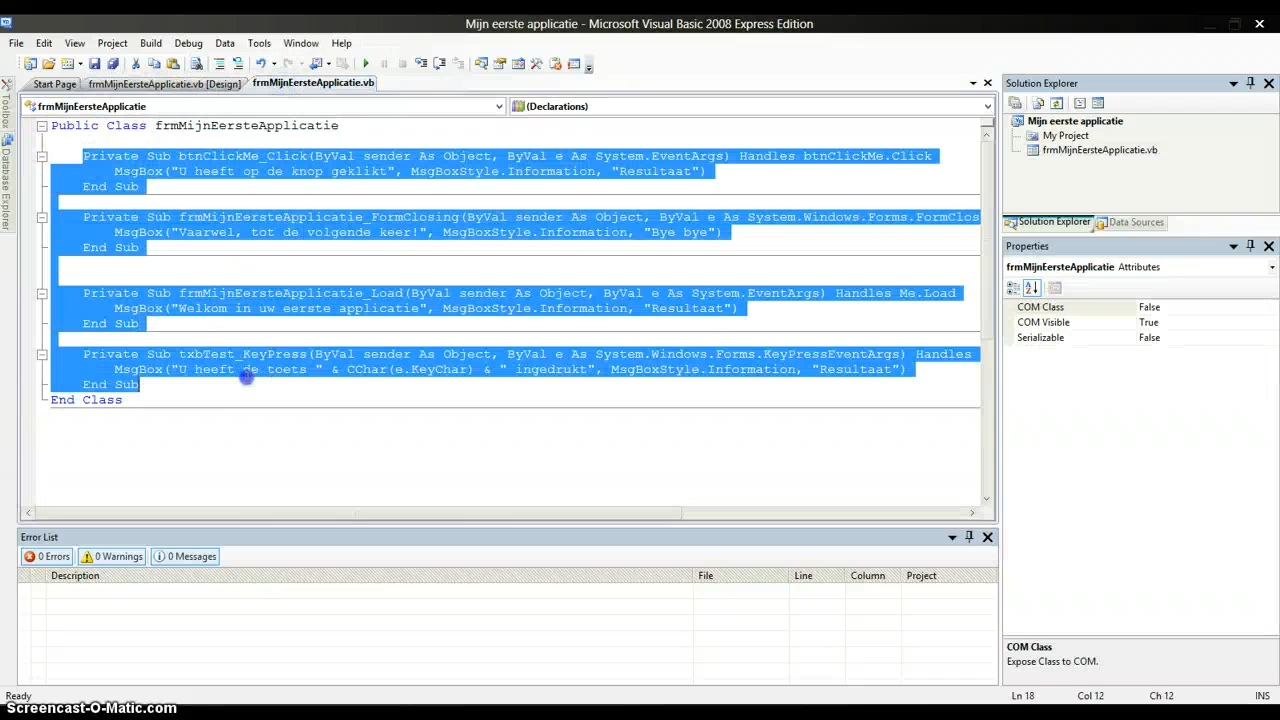 Mijn eerste applicatie - Microsoft Visual Basic 2008 Express Edition
File Edit View Project Build Debug Data Tools Window Help
Start Page frmMijnEersteApplicatie.vb [Design] frmMijnEersteApplicatie.vb
frmMijnEersteApplicatie (Declarations)
Public Class frmMijnEersteApplicatie
Private Sub btnClickMe_Click(ByVal sender As Object, ByVal e As System.EventArgs) Handles btnClickMe.Click
MsgBox("U heeft op de knop geklikt", MsgBoxStyle.Information, "Resultaat")
End Sub
Private Sub frmMijnEersteApplicatie_FormClosing(ByVal sender As Object, ByVal e As System.Windows.Forms.FormClos
MsgBox("Vaarwel, tot de volgende keer!", MsgBoxStyle.Information, "Bye bye")
End Sub
Private Sub frmMijnEersteApplicatie_Load(ByVal sender As Object, ByVal e As System.EventArgs) Handles Me.Load
MsgBox("Welkom in uw eerste applicatie", MsgBoxStyle.Information, "Resultaat")
End Sub
Private Sub txbTest_KeyPress(ByVal sender As Object, ByVal e As System.Windows.Forms.KeyPressEventArgs) Handles
MsgBox("U heeft de toets " & CChar(e.KeyChar) & " ingedrukt", MsgBoxStyle.Information, "Resultaat")
End Sub
End Class
Toolbox
Database Explorer
Solution Explorer
Mijn eerste applicatie
My Project
frmMijnEersteApplicatie.vb
Solution Explorer Data Sources
Properties
frmMijnEersteApplicatie Attributes
COM Class False
COM Visible True
Serializable False
COM Class
Expose Class to COM.
Error List
0 Errors 0 Warnings 0 Messages
Description File Line Column Project
Ready Ln 18 Col 12 Ch 12 INS
Screencast-O-Matic.com